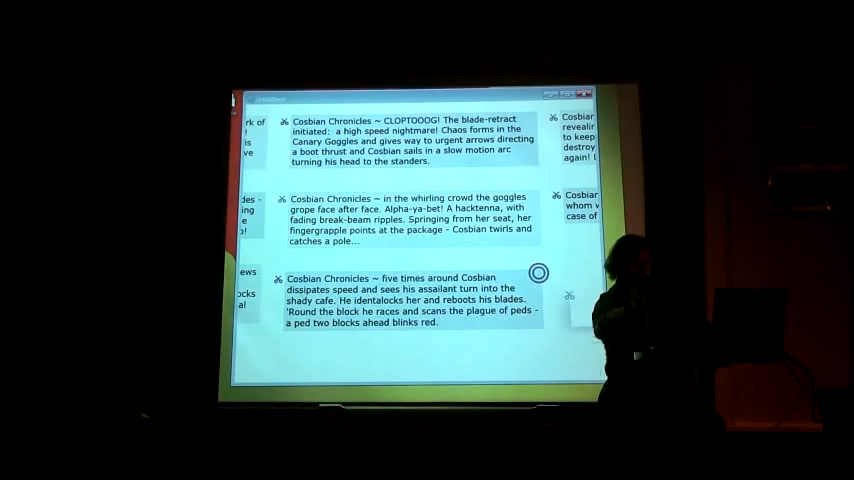 Cosbian Chronicles ~ CLOPTOOOG! The blade-retract
initiated: a high speed nightmare! Chaos forms in the
Canary Goggles and gives way to urgent arrows directing
a boot thrust and Cosbian sails in a slow motion arc
turning his head to the standers.
Cosbian Chronicles ~ in the whirling crowd the goggles
grope face after face. Alpha-ya-bet! A hacktenna, with
fading break-beam ripples. Springing from her seat, her
fingergrapple points at the package - Cosbian twirls and
catches a pole...
Cosbian Chronicles ~ five times around Cosbian
dissipates speed and sees his assailant turn into the
shady cafe. He identalocks her and reboots his blades.
'Round the block he races and scans the plague of peds -
a ped two blocks ahead blinks red.
rk of
!
is
ve
des -
ing
e
o!
ews
ocks
al
Cosbiar
revealir
to keep
destroy
again! I
Cosbiar
whom v
case of